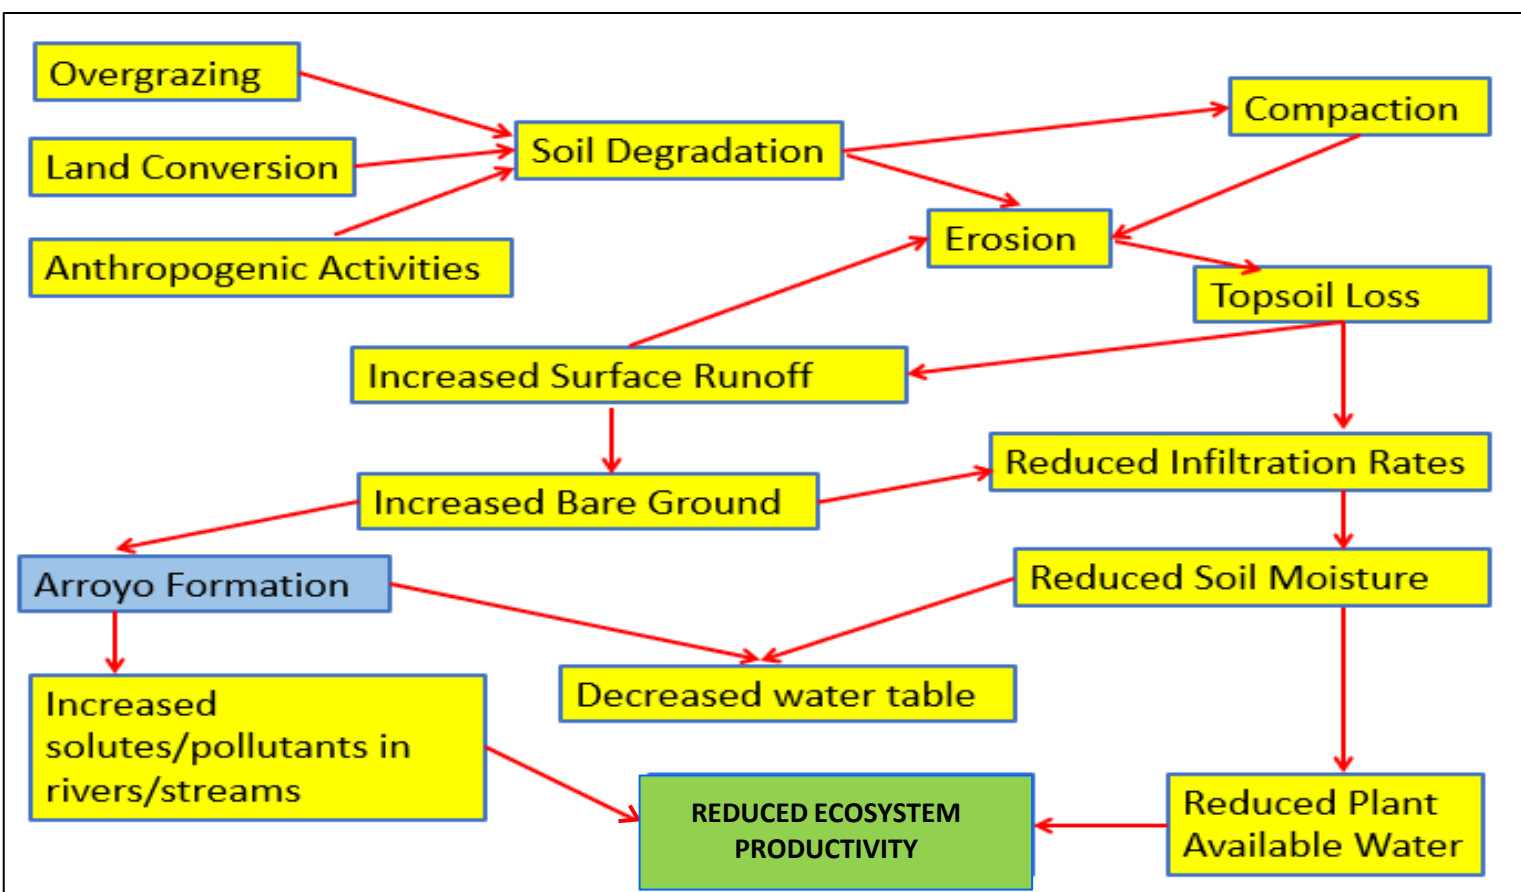 Overgrazing
Compaction
Soil Degradation
Land Conversion
Erosion
Anthropogenic Activities
Topsoil Loss
Increased Surface Runoff
Reduced Infiltration Rates
Increased Bare Ground
Arroyo Formation
Reduced Soil Moisture
Decreased water table
Increased
solutes/pollutants in
rivers/streams
REDUCED ECOSYSTEM
PRODUCTIVITY
Reduced Plant
Available Water